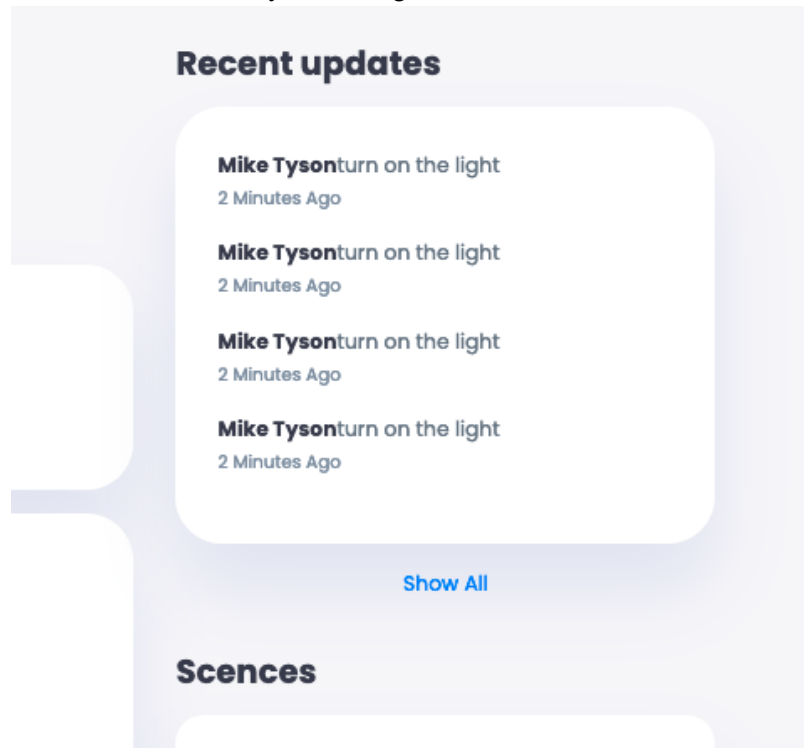 Recent updates
Mike Tysonturn on the light
2 Minutes Ago
Mike Tysonturn on the light
2 Minutes Ago
Mike Tysonturn on the light
2 Minutes Ago
Mike Tysonturn on the light
2 Minutes Ago
Show All
Scences